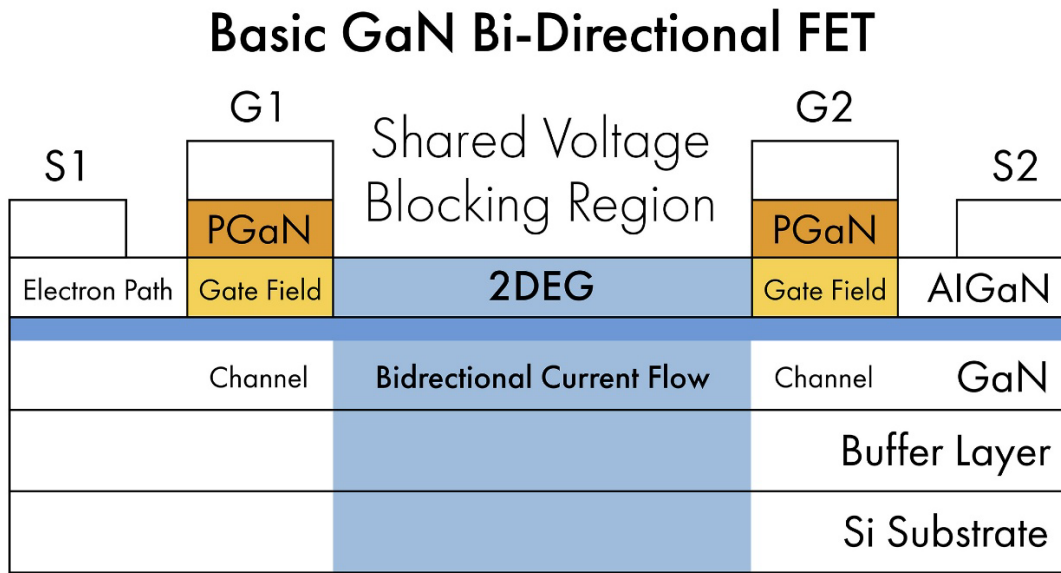 Basic GaN Bi-Directional FET
G1
G2
S1
Shared Voltage
Blocking Region
S2
PGaN
PGaN
Electron Path
Gate Field
2DEG
Gate Field
AlGaN
Channel
Bidrectional Current Flow
Channel
GaN
Buffer Layer
Si Substrate